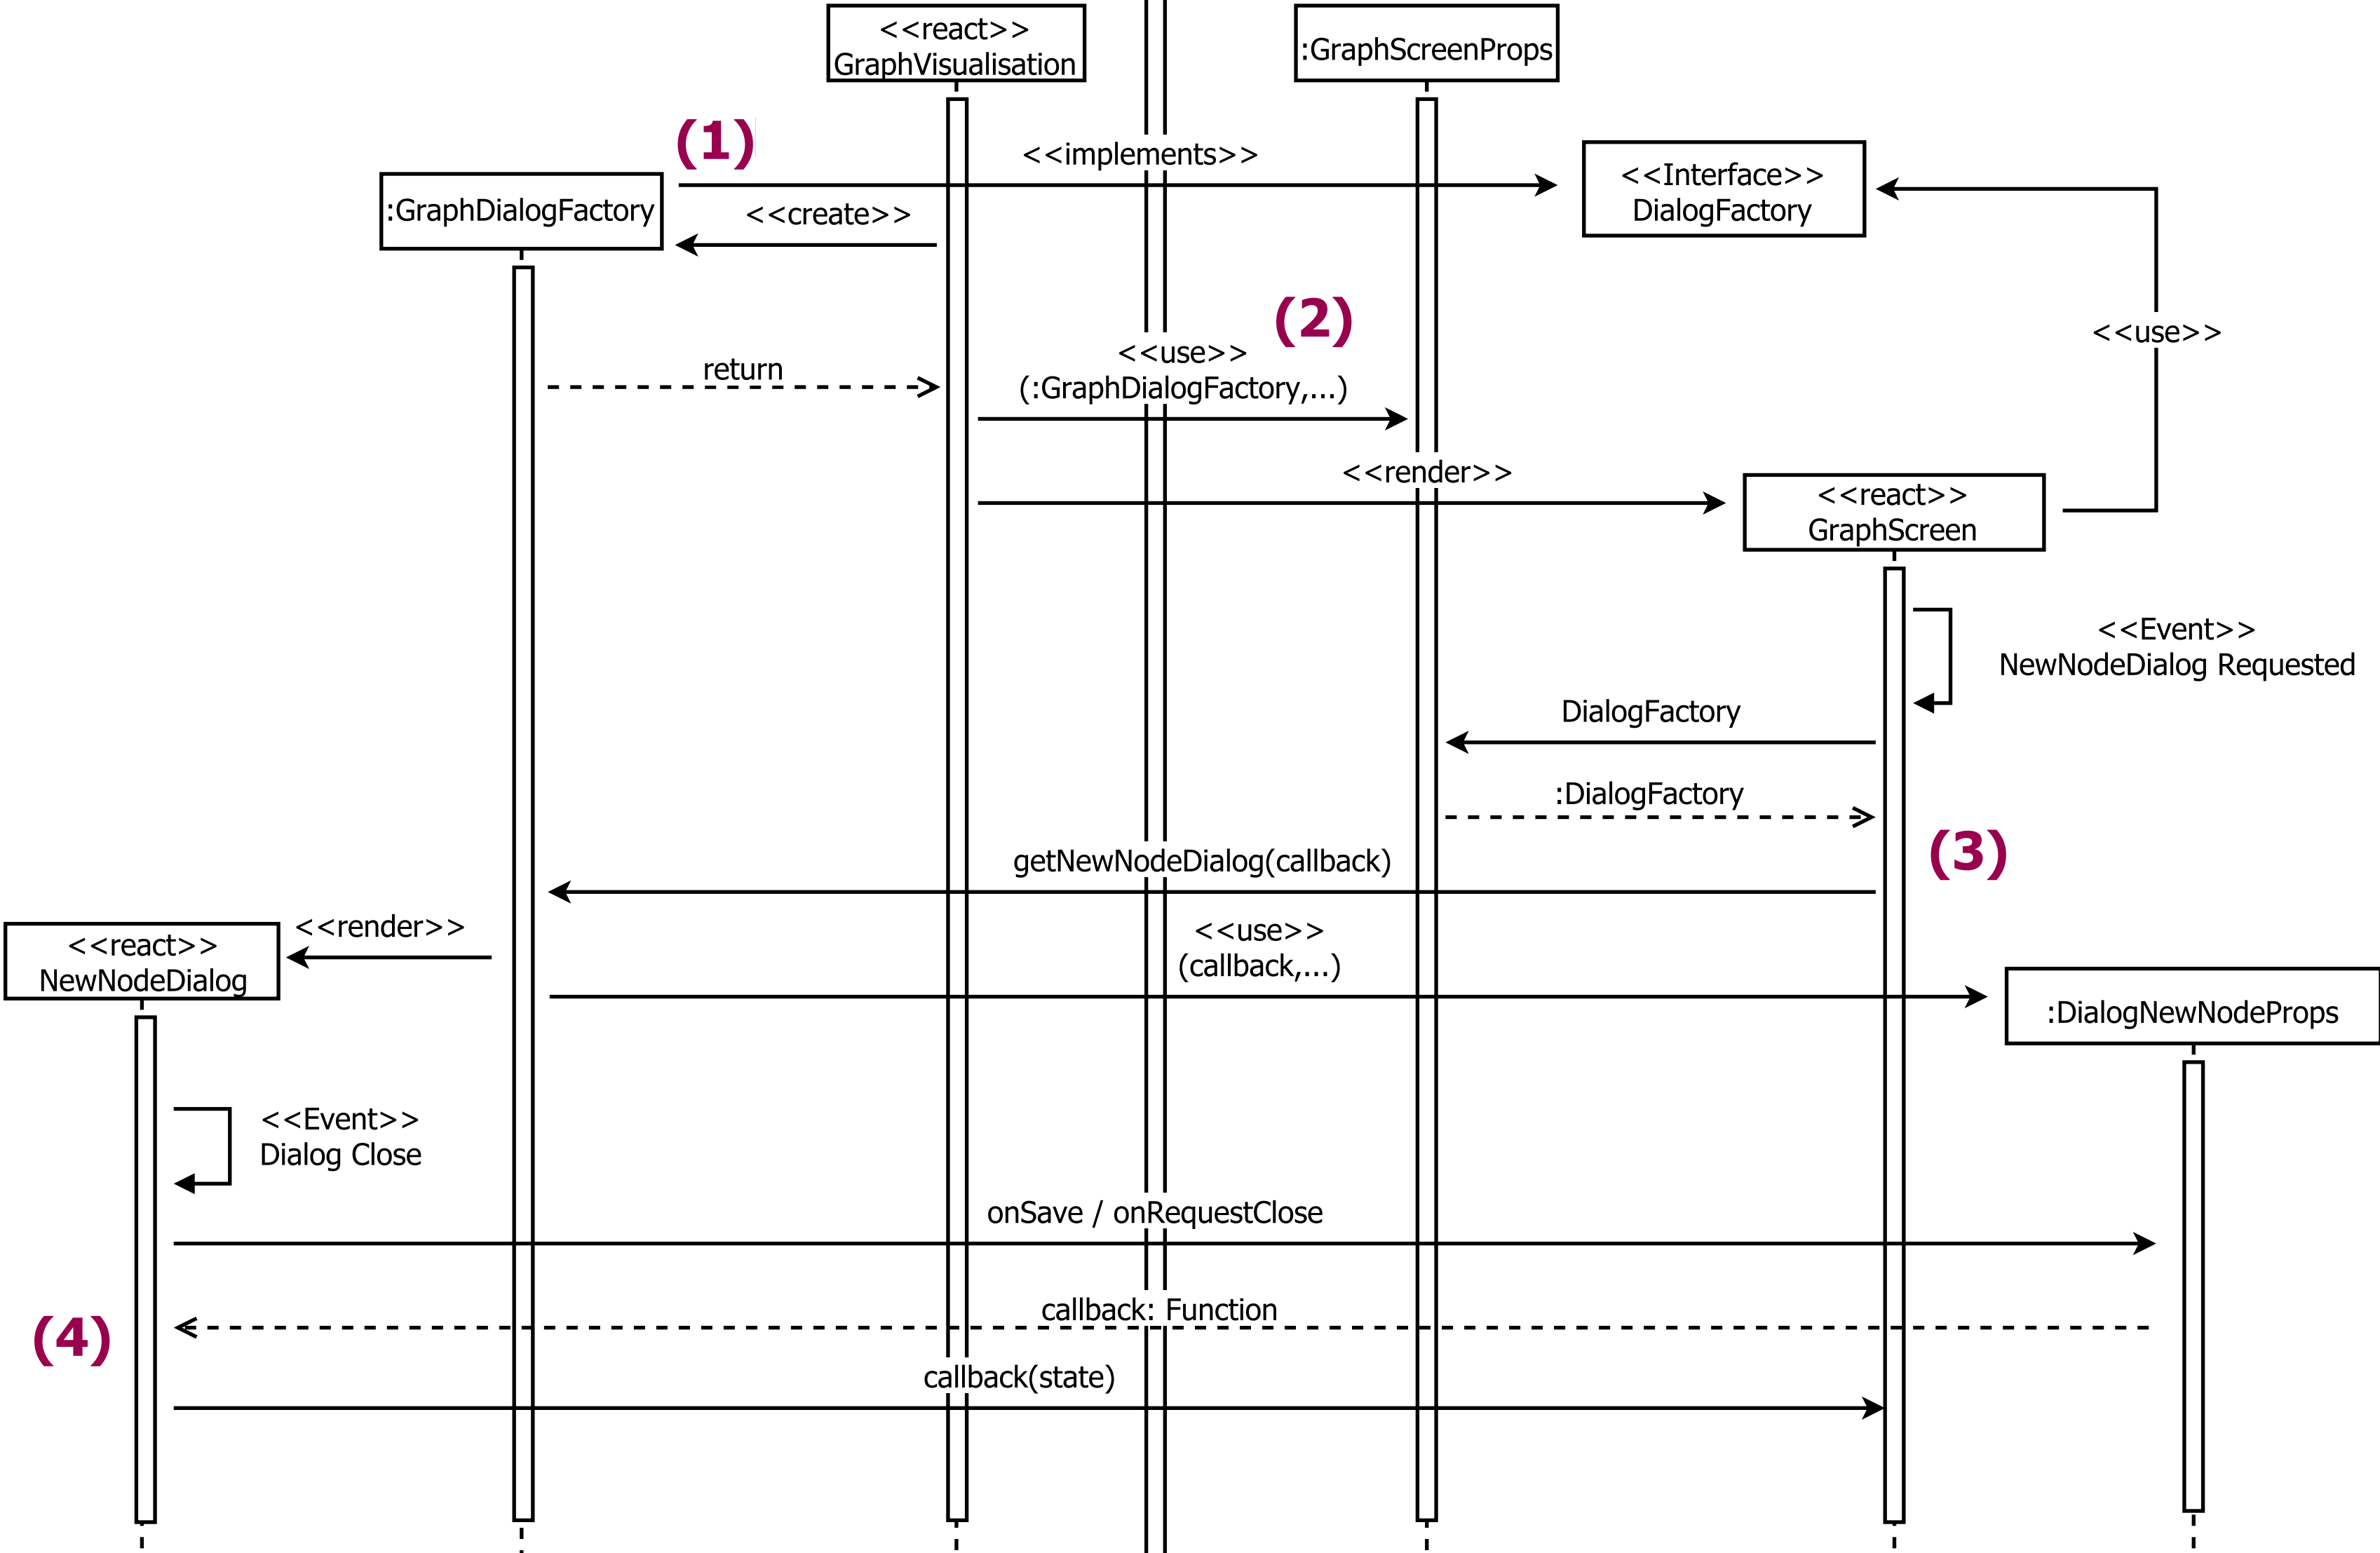 <<react>>
GraphVisualisation
:GraphScreenProps
(1)
<<implements>>
<<Interface>>
DialogFactory
:GraphDialogFactory
<<create>>
(2)
<<use>>
return
<<use>>
(:GraphDialogFactory,...)
<<render>>
<<react>>
GraphScreen
<<Event>>
NewNodeDialog Requested
DialogFactory
:DialogFactory
(3)
getNewNodeDialog(callback)
<<render>>
<<react>>
NewNodeDialog
<<use>>
(callback,...)
:DialogNewNodeProps
<<Event>>
Dialog Close
onSave / onRequestClose
callback: Function
(4)
callback(state)